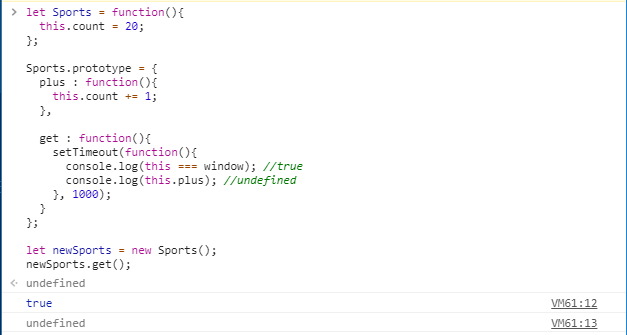 > let Sports = function(){
    this.count = 20;
  };

  Sports.prototype = {
    plus : function(){
      this.count += 1;
    },

    get : function(){
      setTimeout(function(){
        console.log(this === window); //true
        console.log(this.plus); //undefined
      }, 1000);
    }
  };

  let newSports = new Sports();
  newSports.get();
undefined
true VM61:12
undefined VM61:13